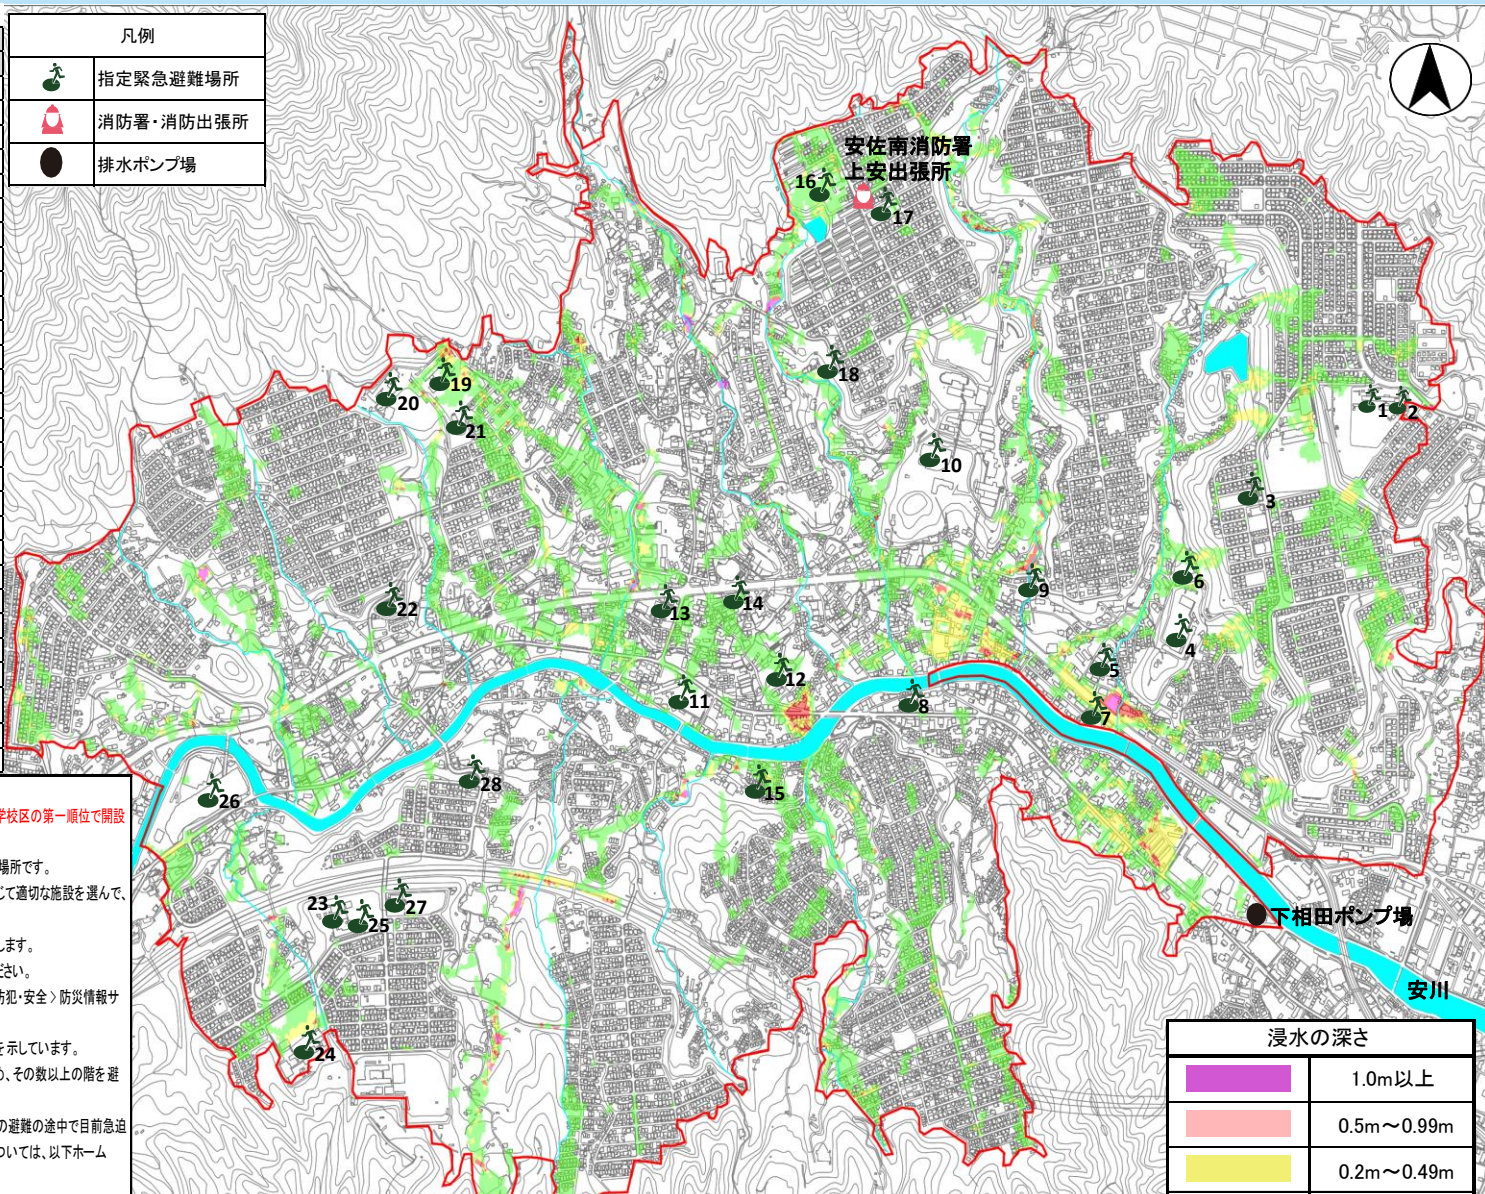 凡例
指定緊急避難場所
消防署・消防出張所
排水ポンプ場
安佐南消防署
上安出張所
16
17
18
19
20
21
10
1
2
3
6
4
5
7
9
22
13
14
12
11
8
15
28
26
23
25
27
24
学校区の第一順位で開設
場所です。
じて適切な施設を選んで、
します。
ださい。
防犯・安全>防災情報サ
を示しています。
め、その数以上の階を避
の避難の途中で目前急迫
ついては、以下ホーム
下相田ポンプ場
安川
浸水の深さ
1.0m以上
0.5m～0.99m
0.2m～0.49m